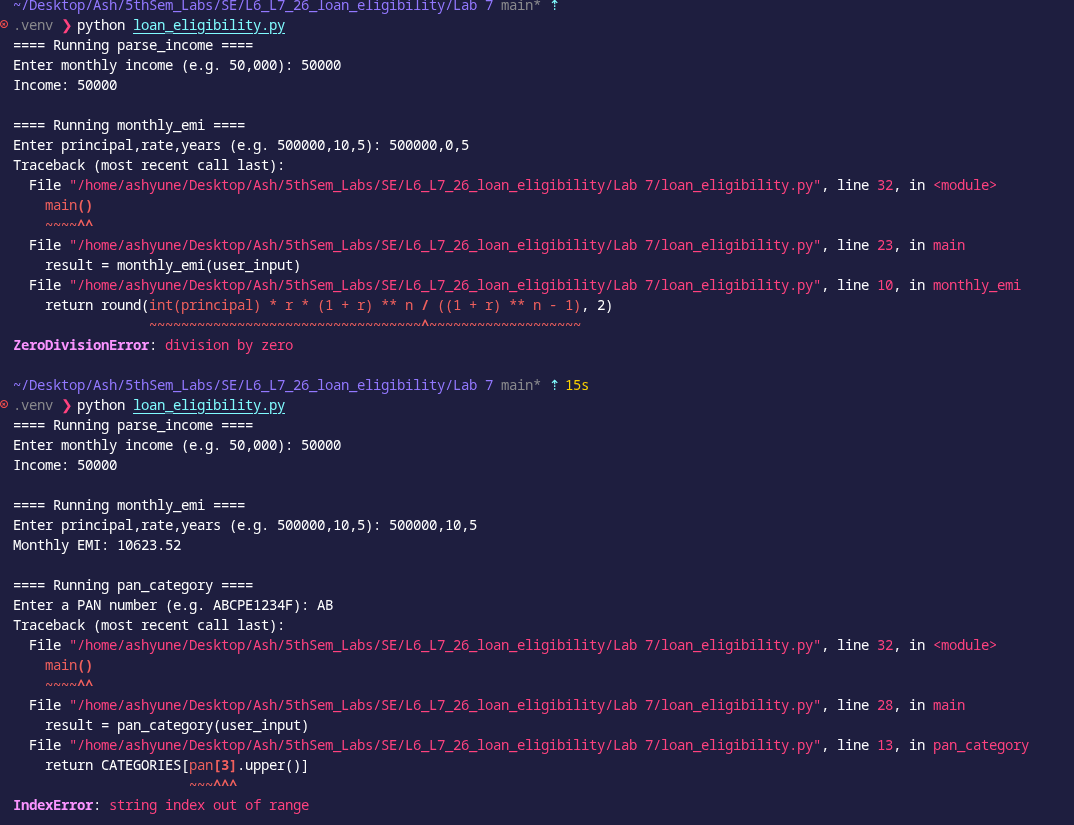 ~/Desktop/Ash/5thSem_Labs/SE/L6_L7_26_loan_eligibility/Lab 7 main* ⇡
.venv ❯ python loan_eligibility.py
==== Running parse_income ====
Enter monthly income (e.g. 50,000): 50000
Income: 50000
==== Running monthly_emi ====
Enter principal,rate,years (e.g. 500000,10,5): 500000,0,5
Traceback (most recent call last):
  File "/home/ashyune/Desktop/Ash/5thSem_Labs/SE/L6_L7_26_loan_eligibility/Lab 7/loan_eligibility.py", line 32, in <module>
    main()
    ~~~~^^
  File "/home/ashyune/Desktop/Ash/5thSem_Labs/SE/L6_L7_26_loan_eligibility/Lab 7/loan_eligibility.py", line 23, in main
    result = monthly_emi(user_input)
  File "/home/ashyune/Desktop/Ash/5thSem_Labs/SE/L6_L7_26_loan_eligibility/Lab 7/loan_eligibility.py", line 10, in monthly_emi
    return round(int(principal) * r * (1 + r) ** n / ((1 + r) ** n - 1), 2)
                 ~~~~~~~~~~~~~~~~~~~~~~~~~~~~~~~~~~^~~~~~~~~~~~~~~~~~~
ZeroDivisionError: division by zero
~/Desktop/Ash/5thSem_Labs/SE/L6_L7_26_loan_eligibility/Lab 7 main* ⇡ 15s
.venv ❯ python loan_eligibility.py
==== Running parse_income ====
Enter monthly income (e.g. 50,000): 50000
Income: 50000
==== Running monthly_emi ====
Enter principal,rate,years (e.g. 500000,10,5): 500000,10,5
Monthly EMI: 10623.52
==== Running pan_category ====
Enter a PAN number (e.g. ABCPE1234F): AB
Traceback (most recent call last):
  File "/home/ashyune/Desktop/Ash/5thSem_Labs/SE/L6_L7_26_loan_eligibility/Lab 7/loan_eligibility.py", line 32, in <module>
    main()
    ~~~~^^
  File "/home/ashyune/Desktop/Ash/5thSem_Labs/SE/L6_L7_26_loan_eligibility/Lab 7/loan_eligibility.py", line 28, in main
    result = pan_category(user_input)
  File "/home/ashyune/Desktop/Ash/5thSem_Labs/SE/L6_L7_26_loan_eligibility/Lab 7/loan_eligibility.py", line 13, in pan_category
    return CATEGORIES[pan[3].upper()]
                      ~~~^^^
IndexError: string index out of range